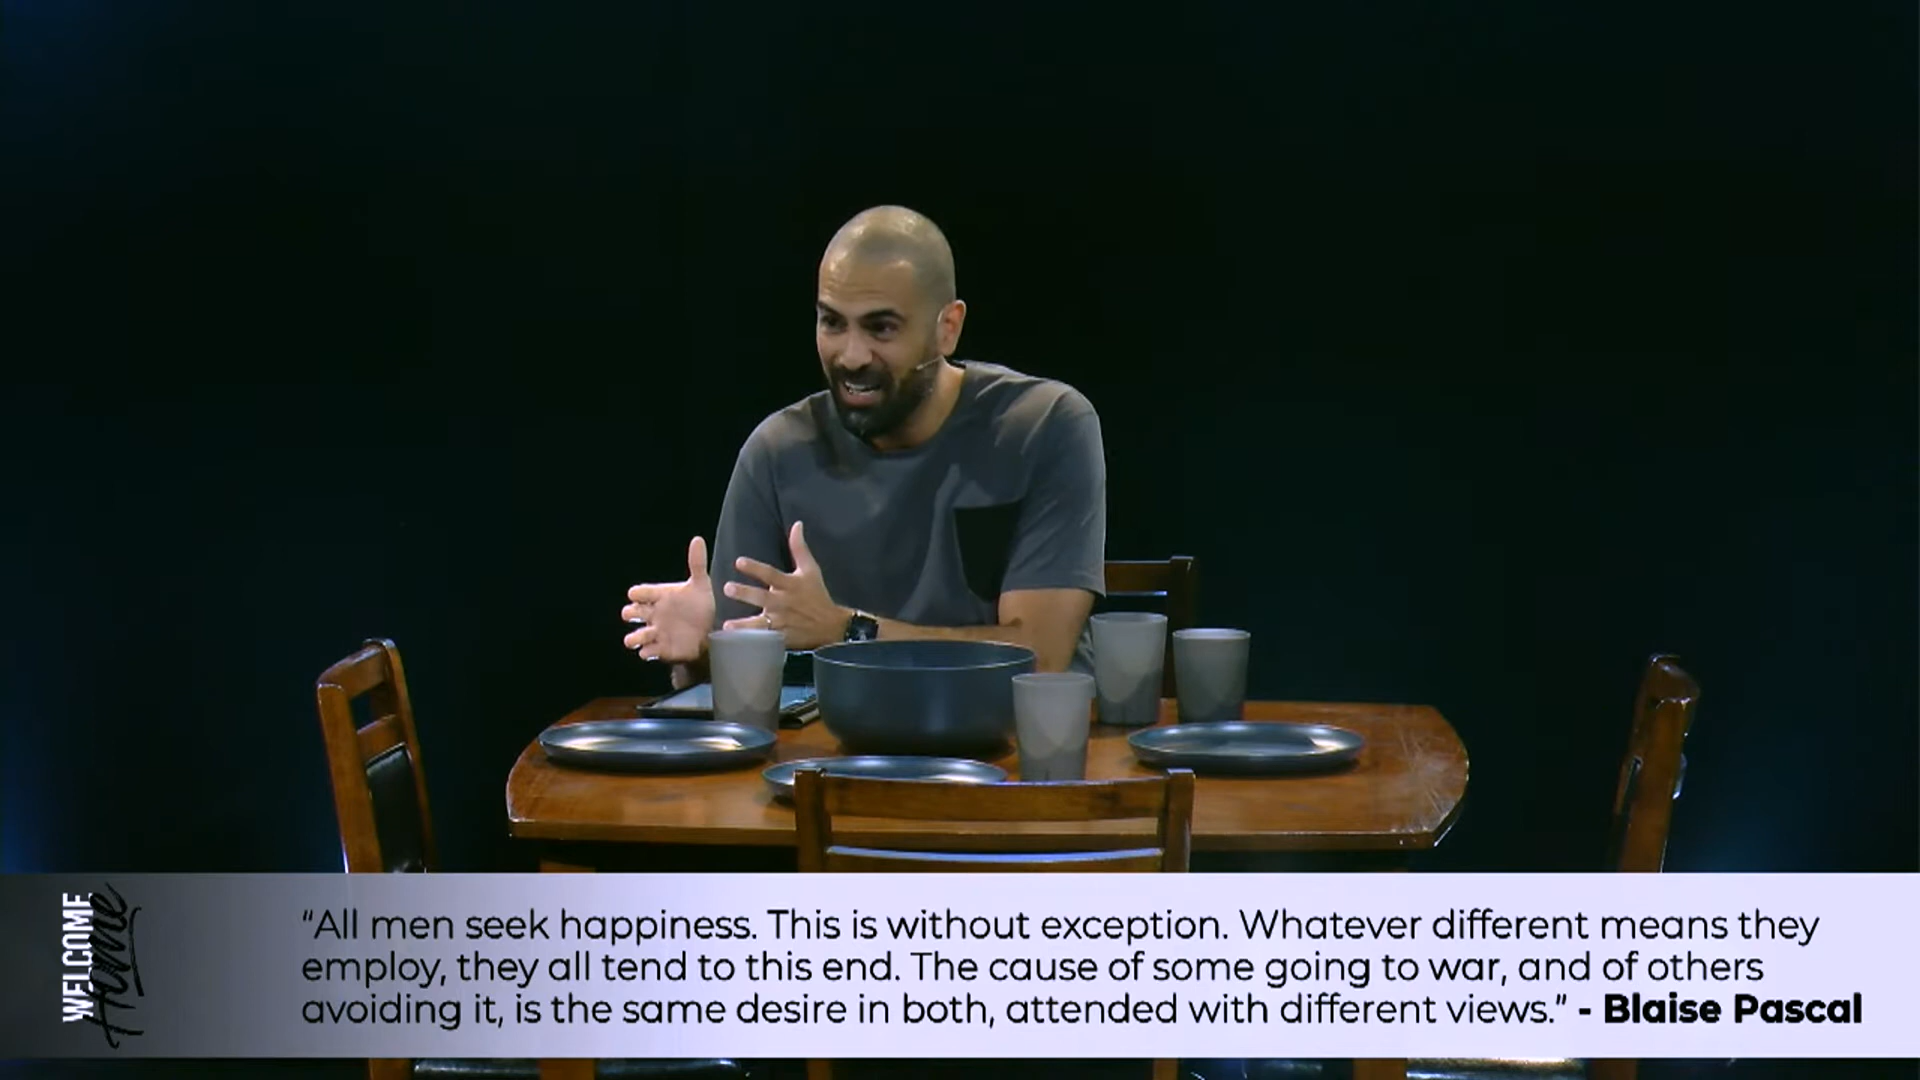 WELCOME
Home
“All men seek happiness. This is without exception. Whatever different means they
employ, they all tend to this end. The cause of some going to war, and of others
avoiding it, is the same desire in both, attended with different views.” - Blaise Pascal